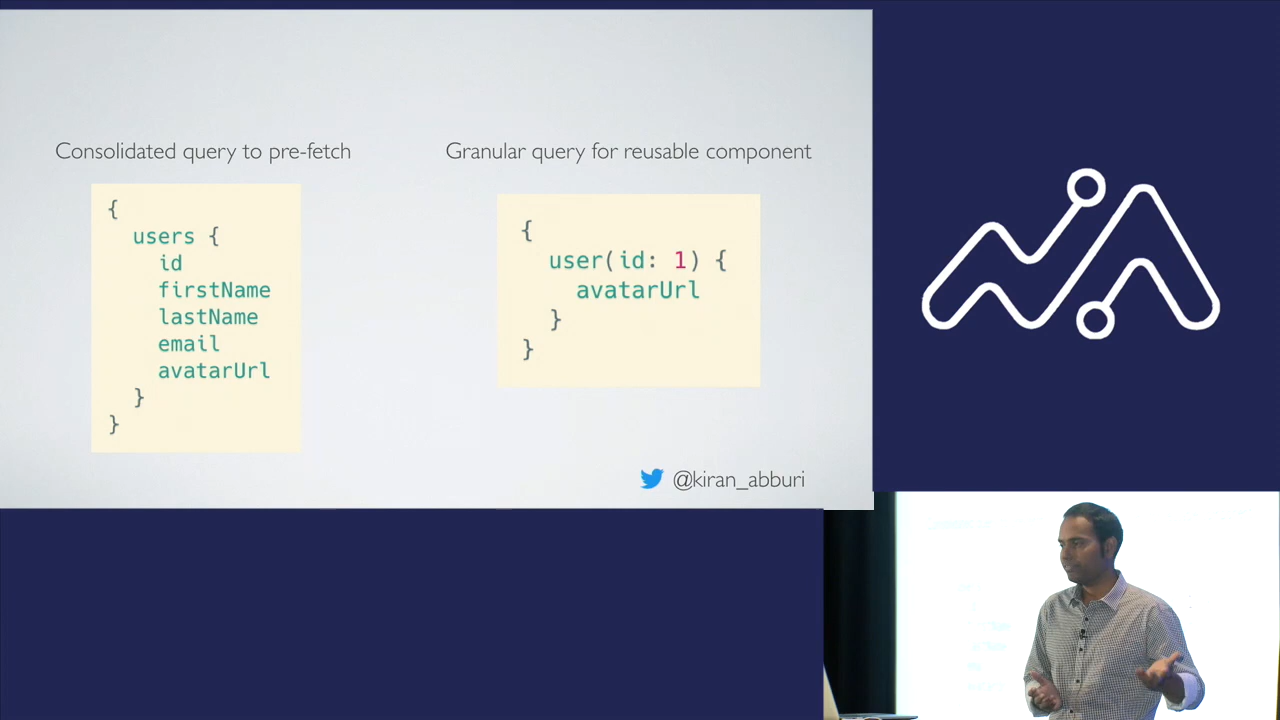 Consolidated query to pre-fetch
{
users {
id
firstName
lastName
email
avatarUrl
}
}
Granular query for reusable component
{
user(id: 1) {
avatarUrl
}
}
@kiran_abburi